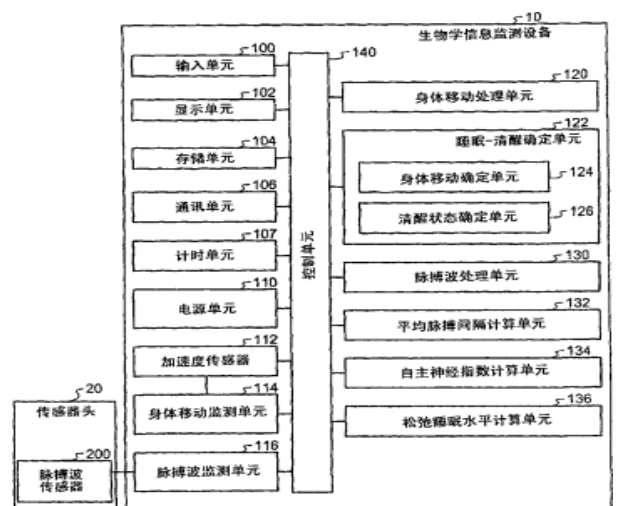 10
生物学信息监测设备
100
输入单元
102
显示单元
104
存储单元
106
通讯单元
107
计时单元
110
电源单元
112
加速度传感器
114
身体移动监测单元
116
脉搏波监测单元
20
传感器头
200
脉搏波
传感器
140
控制单元
120
身体移动处理单元
122
睡眠-清醒确定单元
身体移动确定单元
124
清醒状态确定单元
126
130
脉搏波处理单元
132
平均脉搏间隔计算单元
134
自主神经指数计算单元
136
松弛睡眠水平计算单元